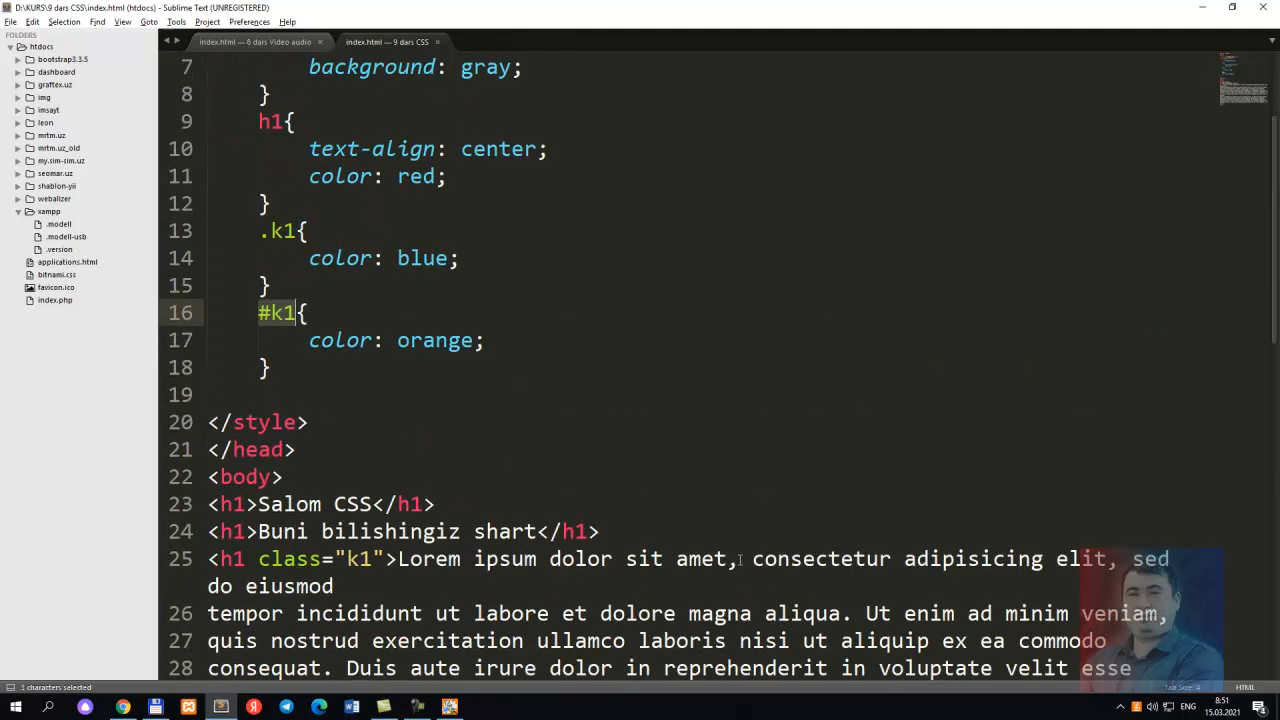 D:\KURS\9 dars CSS\index.html (htdocs) - Sublime Text (UNREGISTERED)
File Edit Selection Find View Goto Tools Project Preferences Help
FOLDERS
htdocs
bootstrap3.3.5
dashboard
graftex.uz
img
imsayt
leon
mrtm.uz
mrtm.uz_old
my.sim-sim.uz
seomar.uz
shablon-yii
webalizer
xampp
.modell
.modell-usb
.version
applications.html
bitnami.css
favicon.ico
index.php
index.html — 8 dars Video audio × index.html — 9 dars CSS ×
7 background: gray;
8 }
9 h1{
10 text-align: center;
11 color: red;
12 }
13 .k1{
14 color: blue;
15 }
16 #k1{
17 color: orange;
18 }
19
20 </style>
21 </head>
22 <body>
23 <h1>Salom CSS</h1>
24 <h1>Buni bilishingiz shart</h1>
25 <h1 class="k1">Lorem ipsum dolor sit amet, consectetur adipisicing elit, sed
do eiusmod
26 tempor incididunt ut labore et dolore magna aliqua. Ut enim ad minim veniam,
27 quis nostrud exercitation ullamco laboris nisi ut aliquip ex ea commodo
28 consequat. Duis aute irure dolor in reprehenderit in voluptate velit esse
3 characters selected Tab Size: 4 HTML
ENG 8:51
15.03.2021